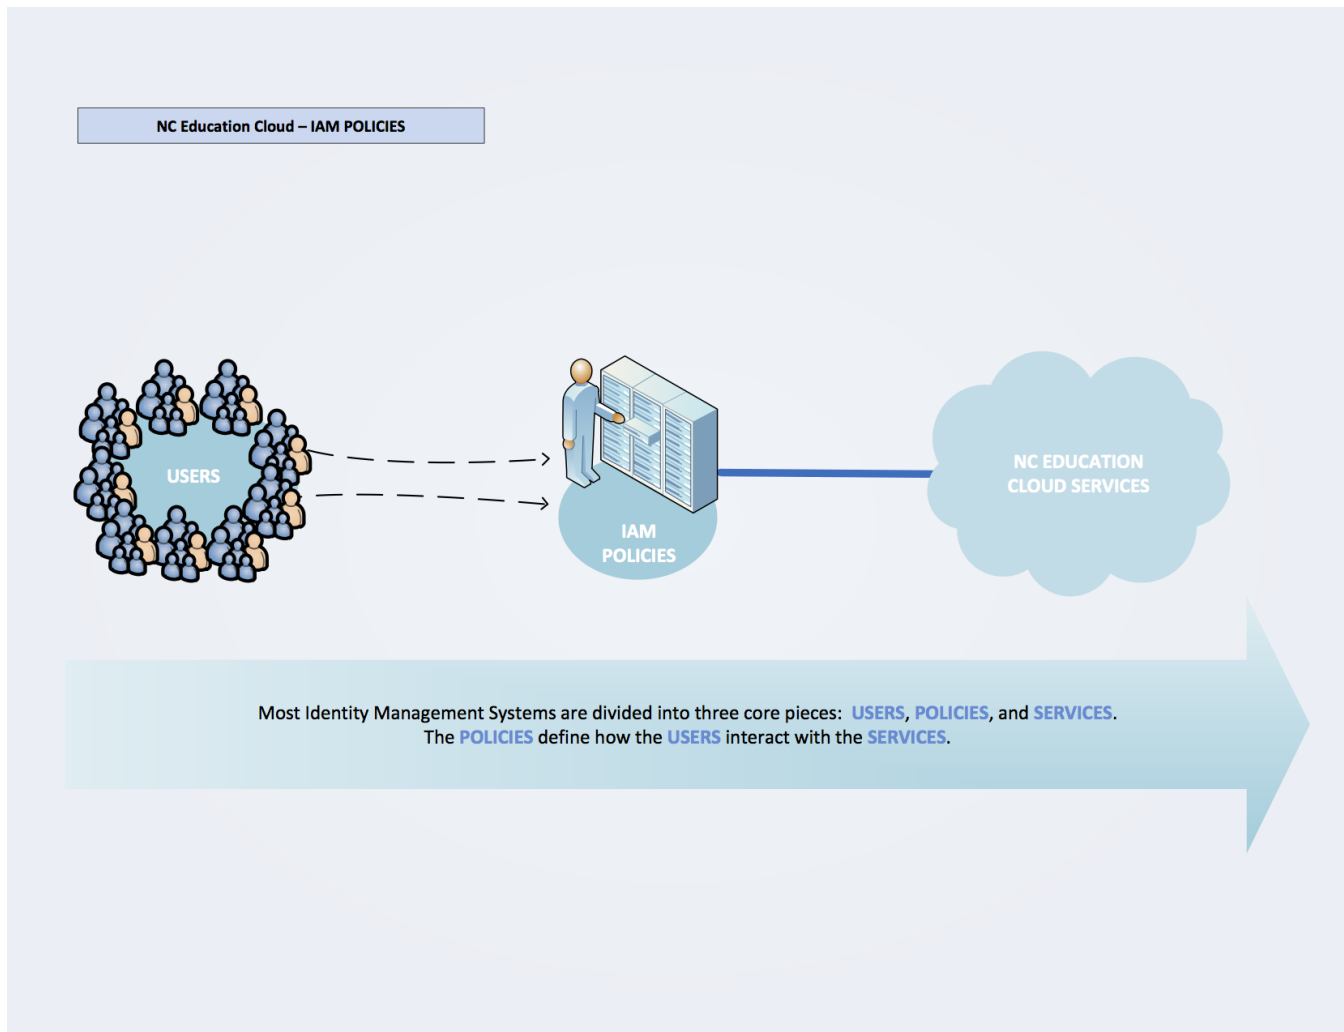 NC Education Cloud – IAM POLICIES
USERS
IAM
POLICIES
NC EDUCATION
CLOUD SERVICES
Most Identity Management Systems are divided into three core pieces:  USERS, POLICIES, and SERVICES.
The POLICIES define how the USERS interact with the SERVICES.